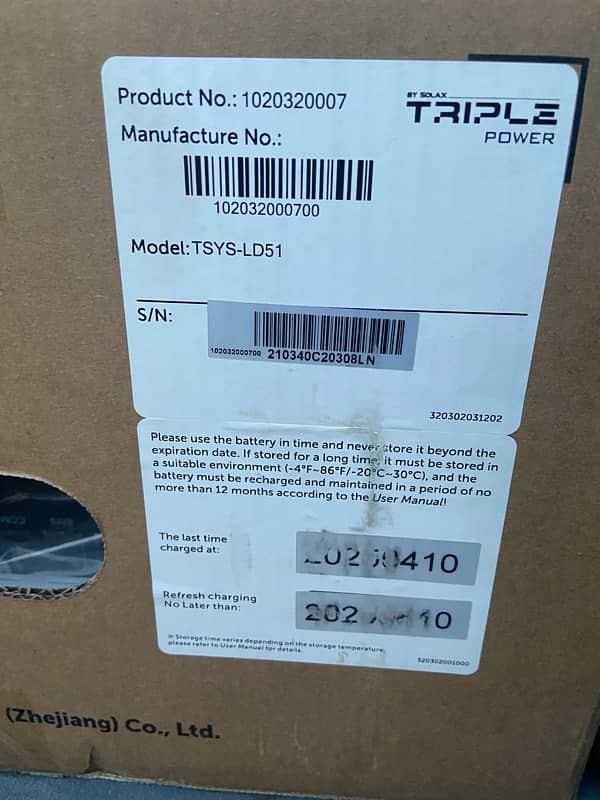 Product No.: 1020320007
BY SOLAX
TRIPLE
POWER
Manufacture No.:
102032000700
Model: TSYS-LD51
S/N:
102032000700 210340C20308LN
320302031202
Please use the battery in time and never store it beyond the
expiration date. If stored for a long time, it must be stored in
a suitable environment (-4°F~86°F/-20°C~30°C), and the
battery must be recharged and maintained in a period of no
more than 12 months according to the User Manual!
The last time
charged at:
Refresh charging
No Later than:
※ Storage time varies depending on the storage temperature,
please refer to User Manual for details.
320302001000
(Zhejiang) Co., Ltd.